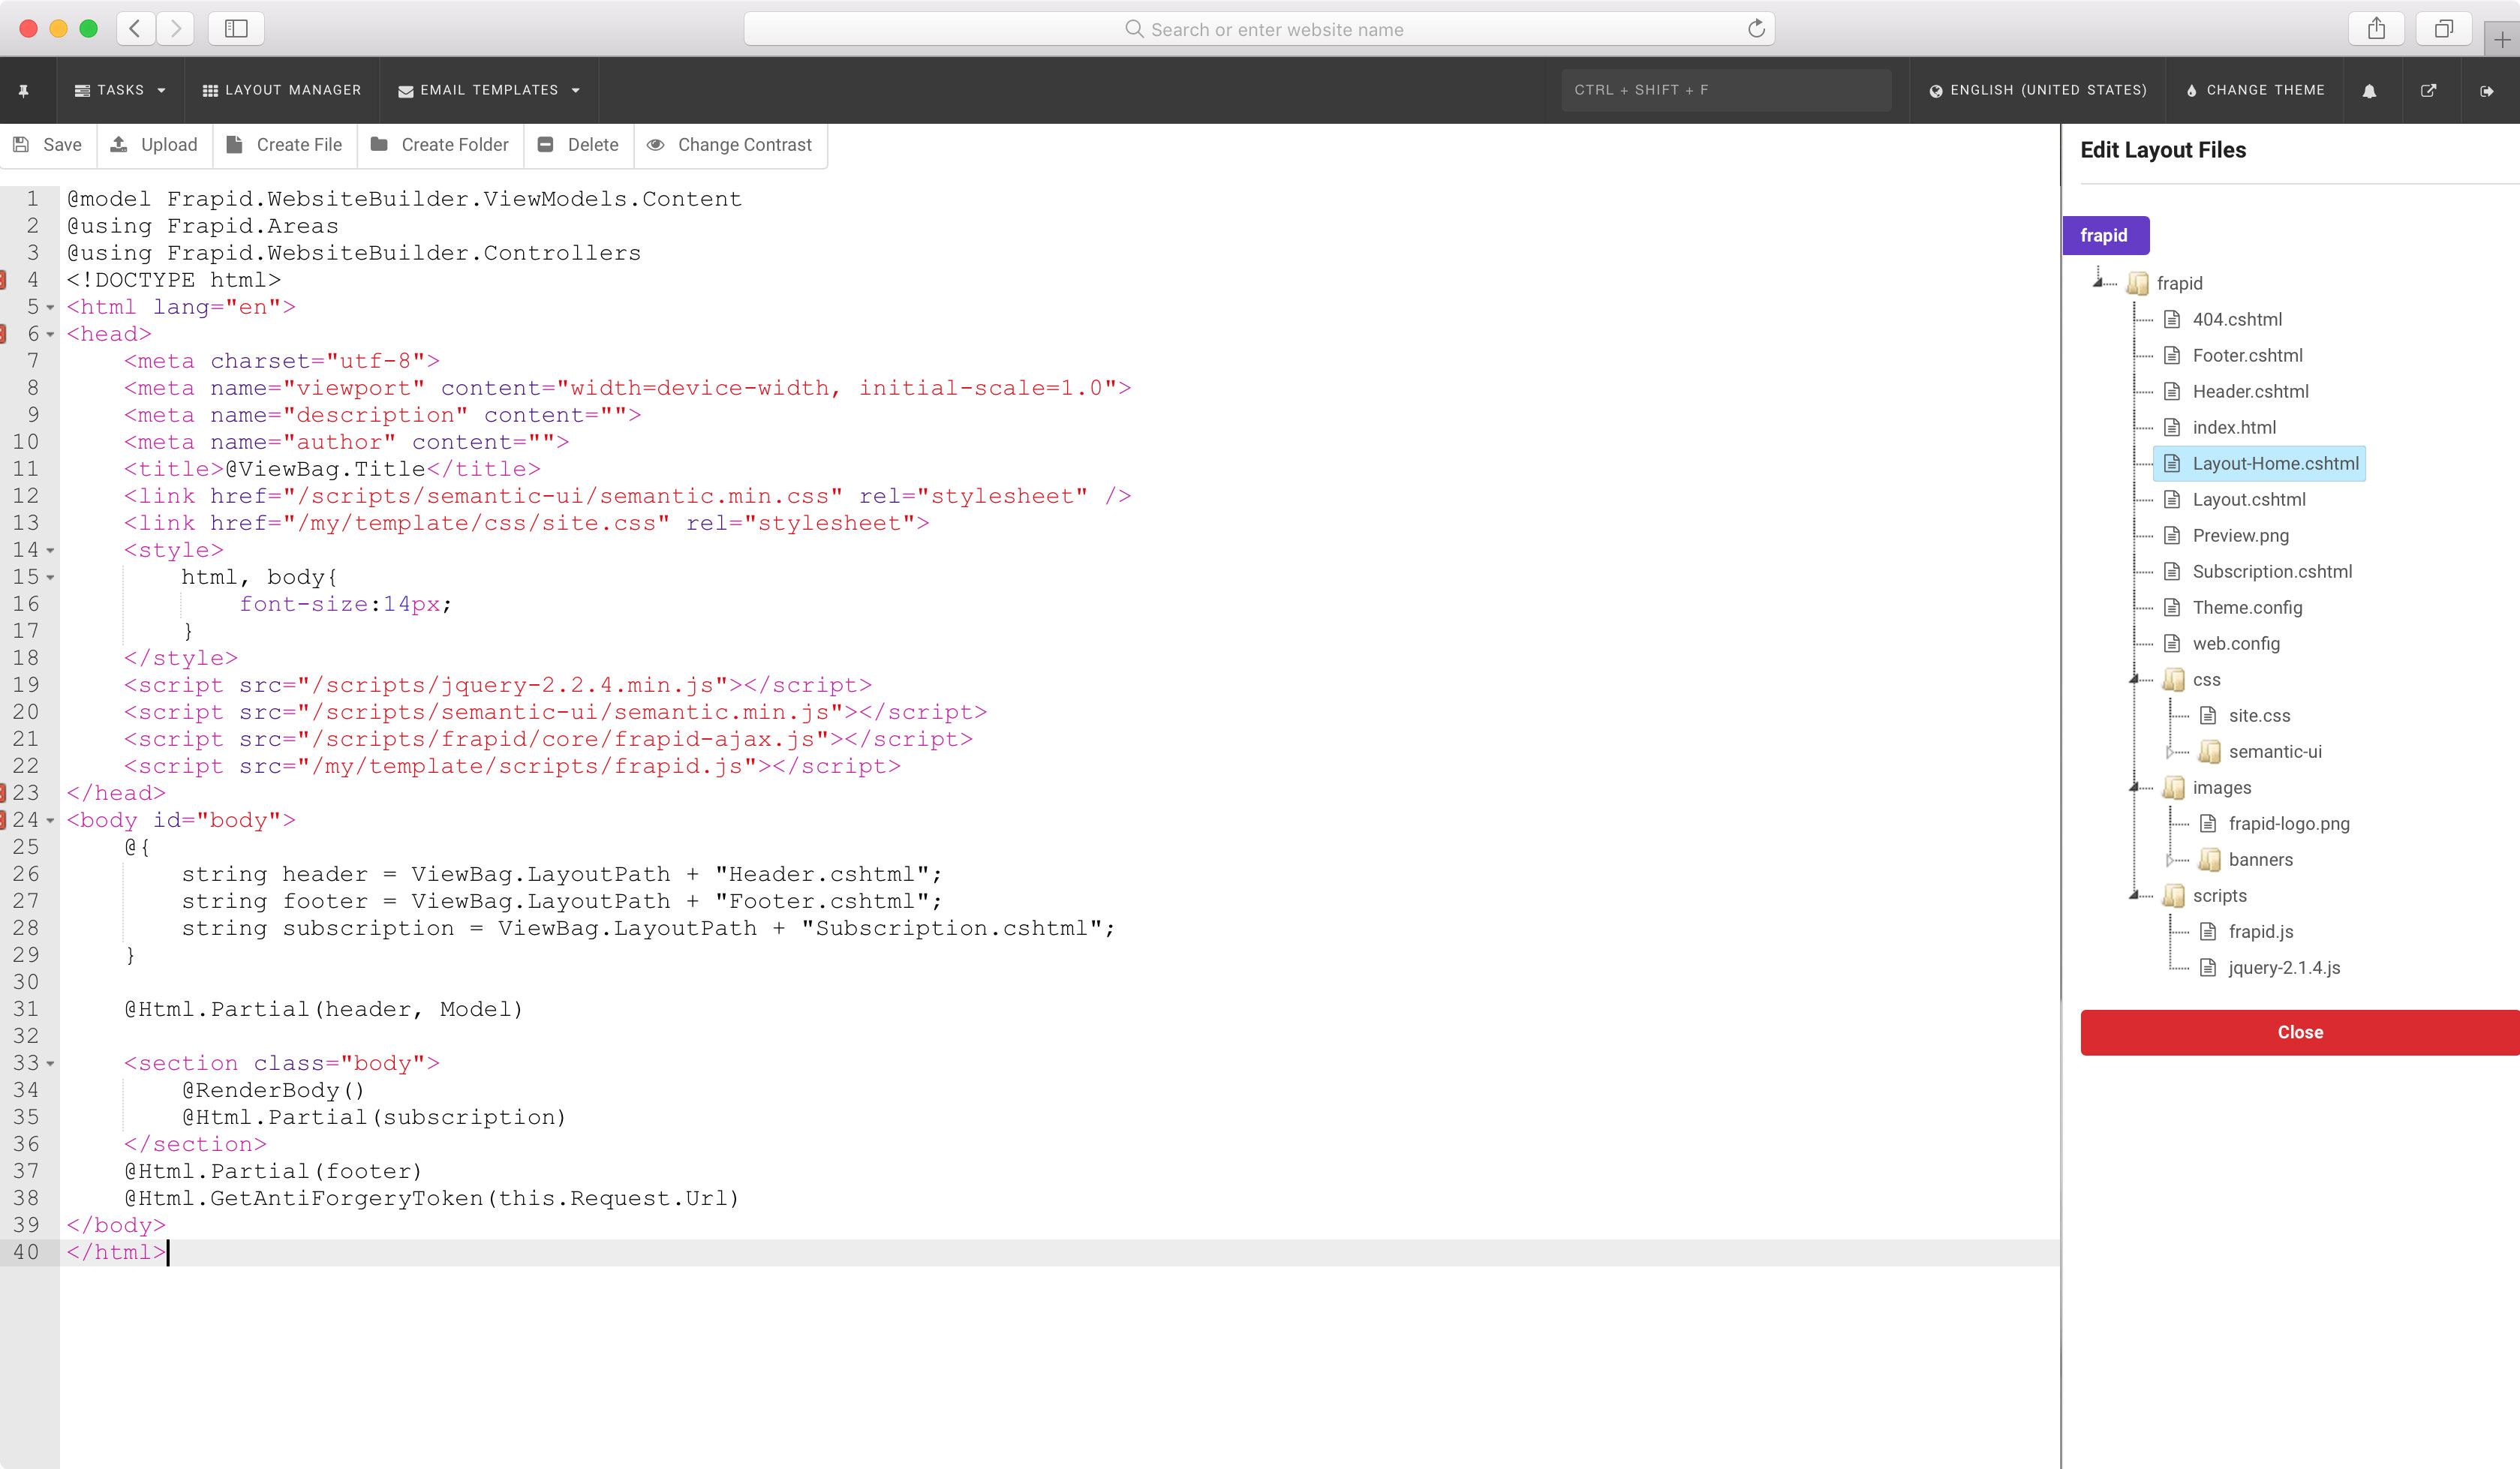 Search or enter website name
TASKS LAYOUT MANAGER EMAIL TEMPLATES CTRL + SHIFT + F ENGLISH (UNITED STATES) CHANGE THEME
Save Upload Create File Create Folder Delete Change Contrast
1 @model Frapid.WebsiteBuilder.ViewModels.Content
2 @using Frapid.Areas
3 @using Frapid.WebsiteBuilder.Controllers
4 <!DOCTYPE html>
5 <html lang="en">
6 <head>
7     <meta charset="utf-8">
8     <meta name="viewport" content="width=device-width, initial-scale=1.0">
9     <meta name="description" content="">
10     <meta name="author" content="">
11     <title>@ViewBag.Title</title>
12     <link href="/scripts/semantic-ui/semantic.min.css" rel="stylesheet" />
13     <link href="/my/template/css/site.css" rel="stylesheet">
14     <style>
15         html, body{
16             font-size:14px;
17         }
18     </style>
19     <script src="/scripts/jquery-2.2.4.min.js"></script>
20     <script src="/scripts/semantic-ui/semantic.min.js"></script>
21     <script src="/scripts/frapid/core/frapid-ajax.js"></script>
22     <script src="/my/template/scripts/frapid.js"></script>
23 </head>
24 <body id="body">
25     @{
26         string header = ViewBag.LayoutPath + "Header.cshtml";
27         string footer = ViewBag.LayoutPath + "Footer.cshtml";
28         string subscription = ViewBag.LayoutPath + "Subscription.cshtml";
29     }
30
31     @Html.Partial(header, Model)
32
33     <section class="body">
34         @RenderBody()
35         @Html.Partial(subscription)
36     </section>
37     @Html.Partial(footer)
38     @Html.GetAntiForgeryToken(this.Request.Url)
39 </body>
40 </html>
Edit Layout Files
frapid
frapid
404.cshtml
Footer.cshtml
Header.cshtml
index.html
Layout-Home.cshtml
Layout.cshtml
Preview.png
Subscription.cshtml
Theme.config
web.config
css
site.css
semantic-ui
images
frapid-logo.png
banners
scripts
frapid.js
jquery-2.1.4.js
Close